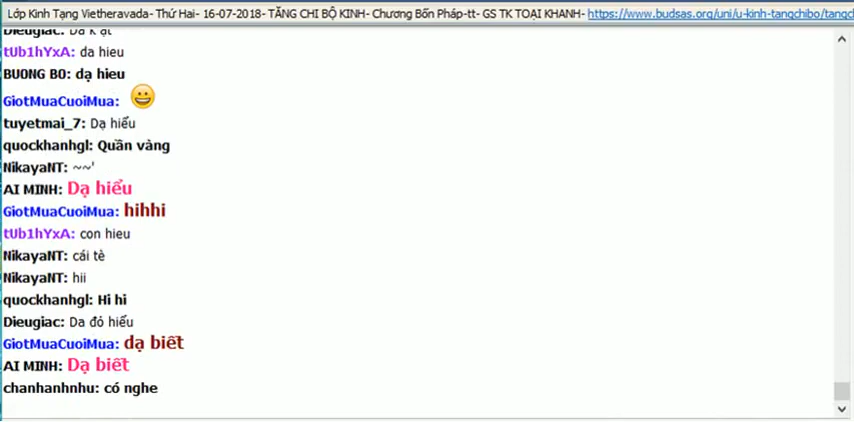 Lớp Kinh Tạng Vietheravada- Thứ Hai- 16-07-2018- TĂNG CHI BỘ KINH- Chương Bốn Pháp-tt- GS TK TOẠI KHANH- https://www.budsas.org/uni/u-kinh-tangchibo/tangc
Dieugiac:
tUb1hYxA: da hieu
BUONG BO: dạ hieu
GiotMuaCuoiMua: 😀
tuyetmai_7: Dạ hiểu
quockhanhgl: Quần vàng
NikayaNT: ~~'
AI MINH: Dạ hiểu
GiotMuaCuoiMua: hihhi
tUb1hYxA: con hieu
NikayaNT: cái tè
NikayaNT: hii
quockhanhgl: Hi hi
Dieugiac: Da đỏ hiểu
GiotMuaCuoiMua: dạ biết
AI MINH: Dạ biết
chanhanhnhu: có nghe